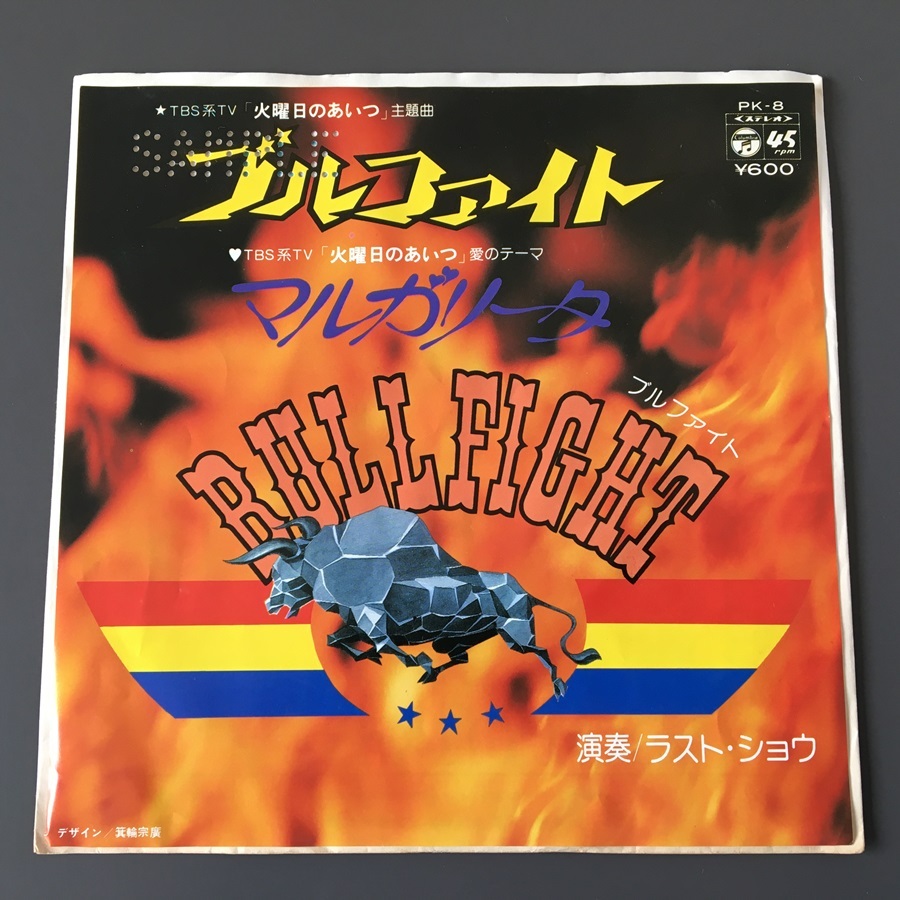 ★TBS系TV「火曜日のあいつ」主題曲
SAMPLE
ブルファイト
♥TBS系TV「火曜日のあいつ」愛のテーマ
マルガリータ
PK-8
<ステレオ>
Columbia
45
rpm
¥600
ブルファイト
BULLFIGHT
演奏/ラスト・ショウ
デザイン/箕輪宗廣